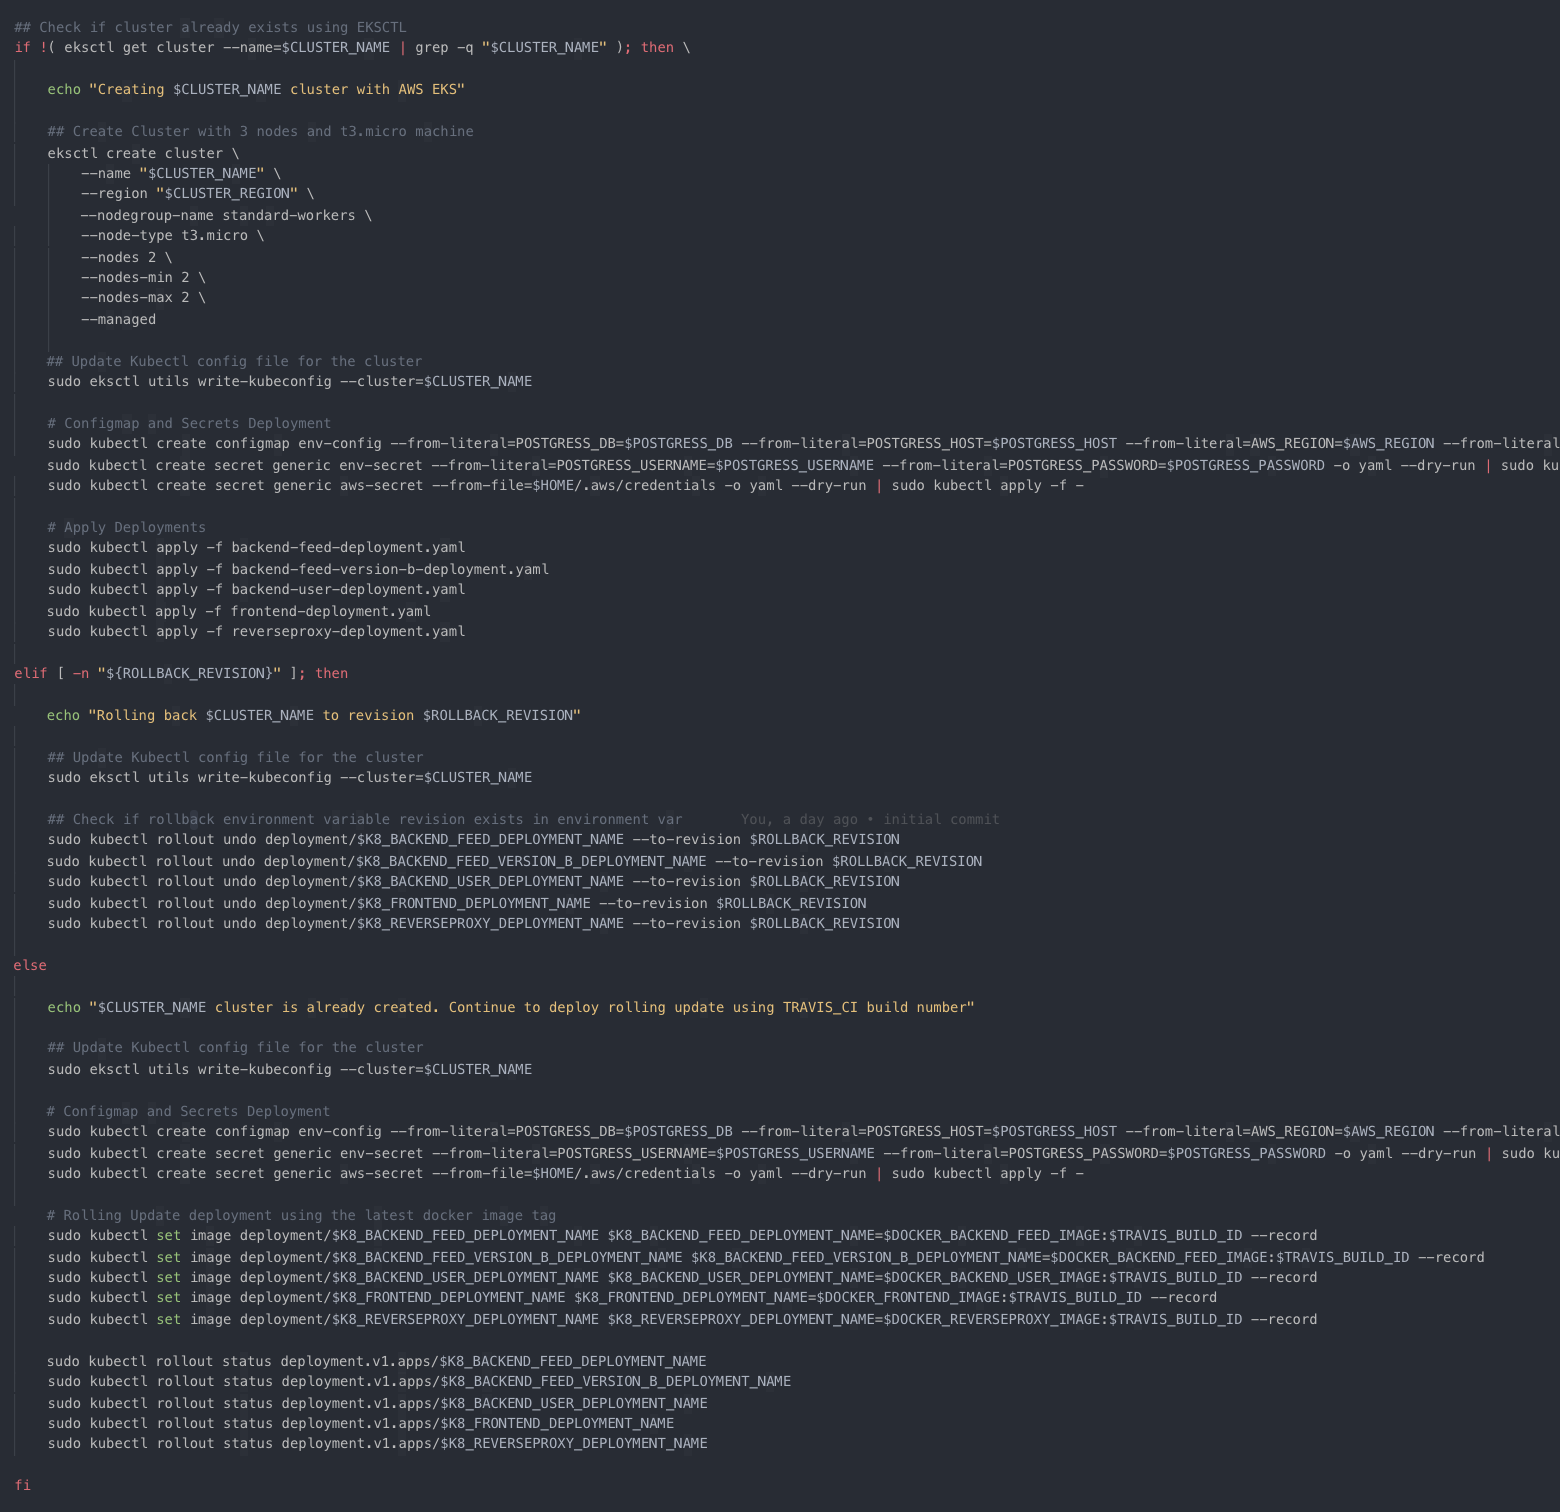 ## Check if cluster already exists using EKSCTL
if !( eksctl get cluster --name=$CLUSTER_NAME | grep -q "$CLUSTER_NAME" ); then \
echo "Creating $CLUSTER_NAME cluster with AWS EKS"
## Create Cluster with 3 nodes and t3.micro machine
eksctl create cluster \
--name "$CLUSTER_NAME" \
--region "$CLUSTER_REGION" \
--nodegroup-name standard-workers \
--node-type t3.micro \
--nodes 2 \
--nodes-min 2 \
--nodes-max 2 \
--managed
## Update Kubectl config file for the cluster
sudo eksctl utils write-kubeconfig --cluster=$CLUSTER_NAME
# Configmap and Secrets Deployment
sudo kubectl create configmap env-config --from-literal=POSTGRESS_DB=$POSTGRESS_DB --from-literal=POSTGRESS_HOST=$POSTGRESS_HOST --from-literal=AWS_REGION=$AWS_REGION --from-literal
sudo kubectl create secret generic env-secret --from-literal=POSTGRESS_USERNAME=$POSTGRESS_USERNAME --from-literal=POSTGRESS_PASSWORD=$POSTGRESS_PASSWORD -o yaml --dry-run | sudo ku
sudo kubectl create secret generic aws-secret --from-file=$HOME/.aws/credentials -o yaml --dry-run | sudo kubectl apply -f -
# Apply Deployments
sudo kubectl apply -f backend-feed-deployment.yaml
sudo kubectl apply -f backend-feed-version-b-deployment.yaml
sudo kubectl apply -f backend-user-deployment.yaml
sudo kubectl apply -f frontend-deployment.yaml
sudo kubectl apply -f reverseproxy-deployment.yaml
elif [ -n "${ROLLBACK_REVISION}" ]; then
echo "Rolling back $CLUSTER_NAME to revision $ROLLBACK_REVISION"
## Update Kubectl config file for the cluster
sudo eksctl utils write-kubeconfig --cluster=$CLUSTER_NAME
## Check if rollback environment variable revision exists in environment var You, a day ago • initial commit
sudo kubectl rollout undo deployment/$K8_BACKEND_FEED_DEPLOYMENT_NAME --to-revision $ROLLBACK_REVISION
sudo kubectl rollout undo deployment/$K8_BACKEND_FEED_VERSION_B_DEPLOYMENT_NAME --to-revision $ROLLBACK_REVISION
sudo kubectl rollout undo deployment/$K8_BACKEND_USER_DEPLOYMENT_NAME --to-revision $ROLLBACK_REVISION
sudo kubectl rollout undo deployment/$K8_FRONTEND_DEPLOYMENT_NAME --to-revision $ROLLBACK_REVISION
sudo kubectl rollout undo deployment/$K8_REVERSEPROXY_DEPLOYMENT_NAME --to-revision $ROLLBACK_REVISION
else
echo "$CLUSTER_NAME cluster is already created. Continue to deploy rolling update using TRAVIS_CI build number"
## Update Kubectl config file for the cluster
sudo eksctl utils write-kubeconfig --cluster=$CLUSTER_NAME
# Configmap and Secrets Deployment
sudo kubectl create configmap env-config --from-literal=POSTGRESS_DB=$POSTGRESS_DB --from-literal=POSTGRESS_HOST=$POSTGRESS_HOST --from-literal=AWS_REGION=$AWS_REGION --from-literal
sudo kubectl create secret generic env-secret --from-literal=POSTGRESS_USERNAME=$POSTGRESS_USERNAME --from-literal=POSTGRESS_PASSWORD=$POSTGRESS_PASSWORD -o yaml --dry-run | sudo ku
sudo kubectl create secret generic aws-secret --from-file=$HOME/.aws/credentials -o yaml --dry-run | sudo kubectl apply -f -
# Rolling Update deployment using the latest docker image tag
sudo kubectl set image deployment/$K8_BACKEND_FEED_DEPLOYMENT_NAME $K8_BACKEND_FEED_DEPLOYMENT_NAME=$DOCKER_BACKEND_FEED_IMAGE:$TRAVIS_BUILD_ID --record
sudo kubectl set image deployment/$K8_BACKEND_FEED_VERSION_B_DEPLOYMENT_NAME $K8_BACKEND_FEED_VERSION_B_DEPLOYMENT_NAME=$DOCKER_BACKEND_FEED_IMAGE:$TRAVIS_BUILD_ID --record
sudo kubectl set image deployment/$K8_BACKEND_USER_DEPLOYMENT_NAME $K8_BACKEND_USER_DEPLOYMENT_NAME=$DOCKER_BACKEND_USER_IMAGE:$TRAVIS_BUILD_ID --record
sudo kubectl set image deployment/$K8_FRONTEND_DEPLOYMENT_NAME $K8_FRONTEND_DEPLOYMENT_NAME=$DOCKER_FRONTEND_IMAGE:$TRAVIS_BUILD_ID --record
sudo kubectl set image deployment/$K8_REVERSEPROXY_DEPLOYMENT_NAME $K8_REVERSEPROXY_DEPLOYMENT_NAME=$DOCKER_REVERSEPROXY_IMAGE:$TRAVIS_BUILD_ID --record
sudo kubectl rollout status deployment.v1.apps/$K8_BACKEND_FEED_DEPLOYMENT_NAME
sudo kubectl rollout status deployment.v1.apps/$K8_BACKEND_FEED_VERSION_B_DEPLOYMENT_NAME
sudo kubectl rollout status deployment.v1.apps/$K8_BACKEND_USER_DEPLOYMENT_NAME
sudo kubectl rollout status deployment.v1.apps/$K8_FRONTEND_DEPLOYMENT_NAME
sudo kubectl rollout status deployment.v1.apps/$K8_REVERSEPROXY_DEPLOYMENT_NAME
fi